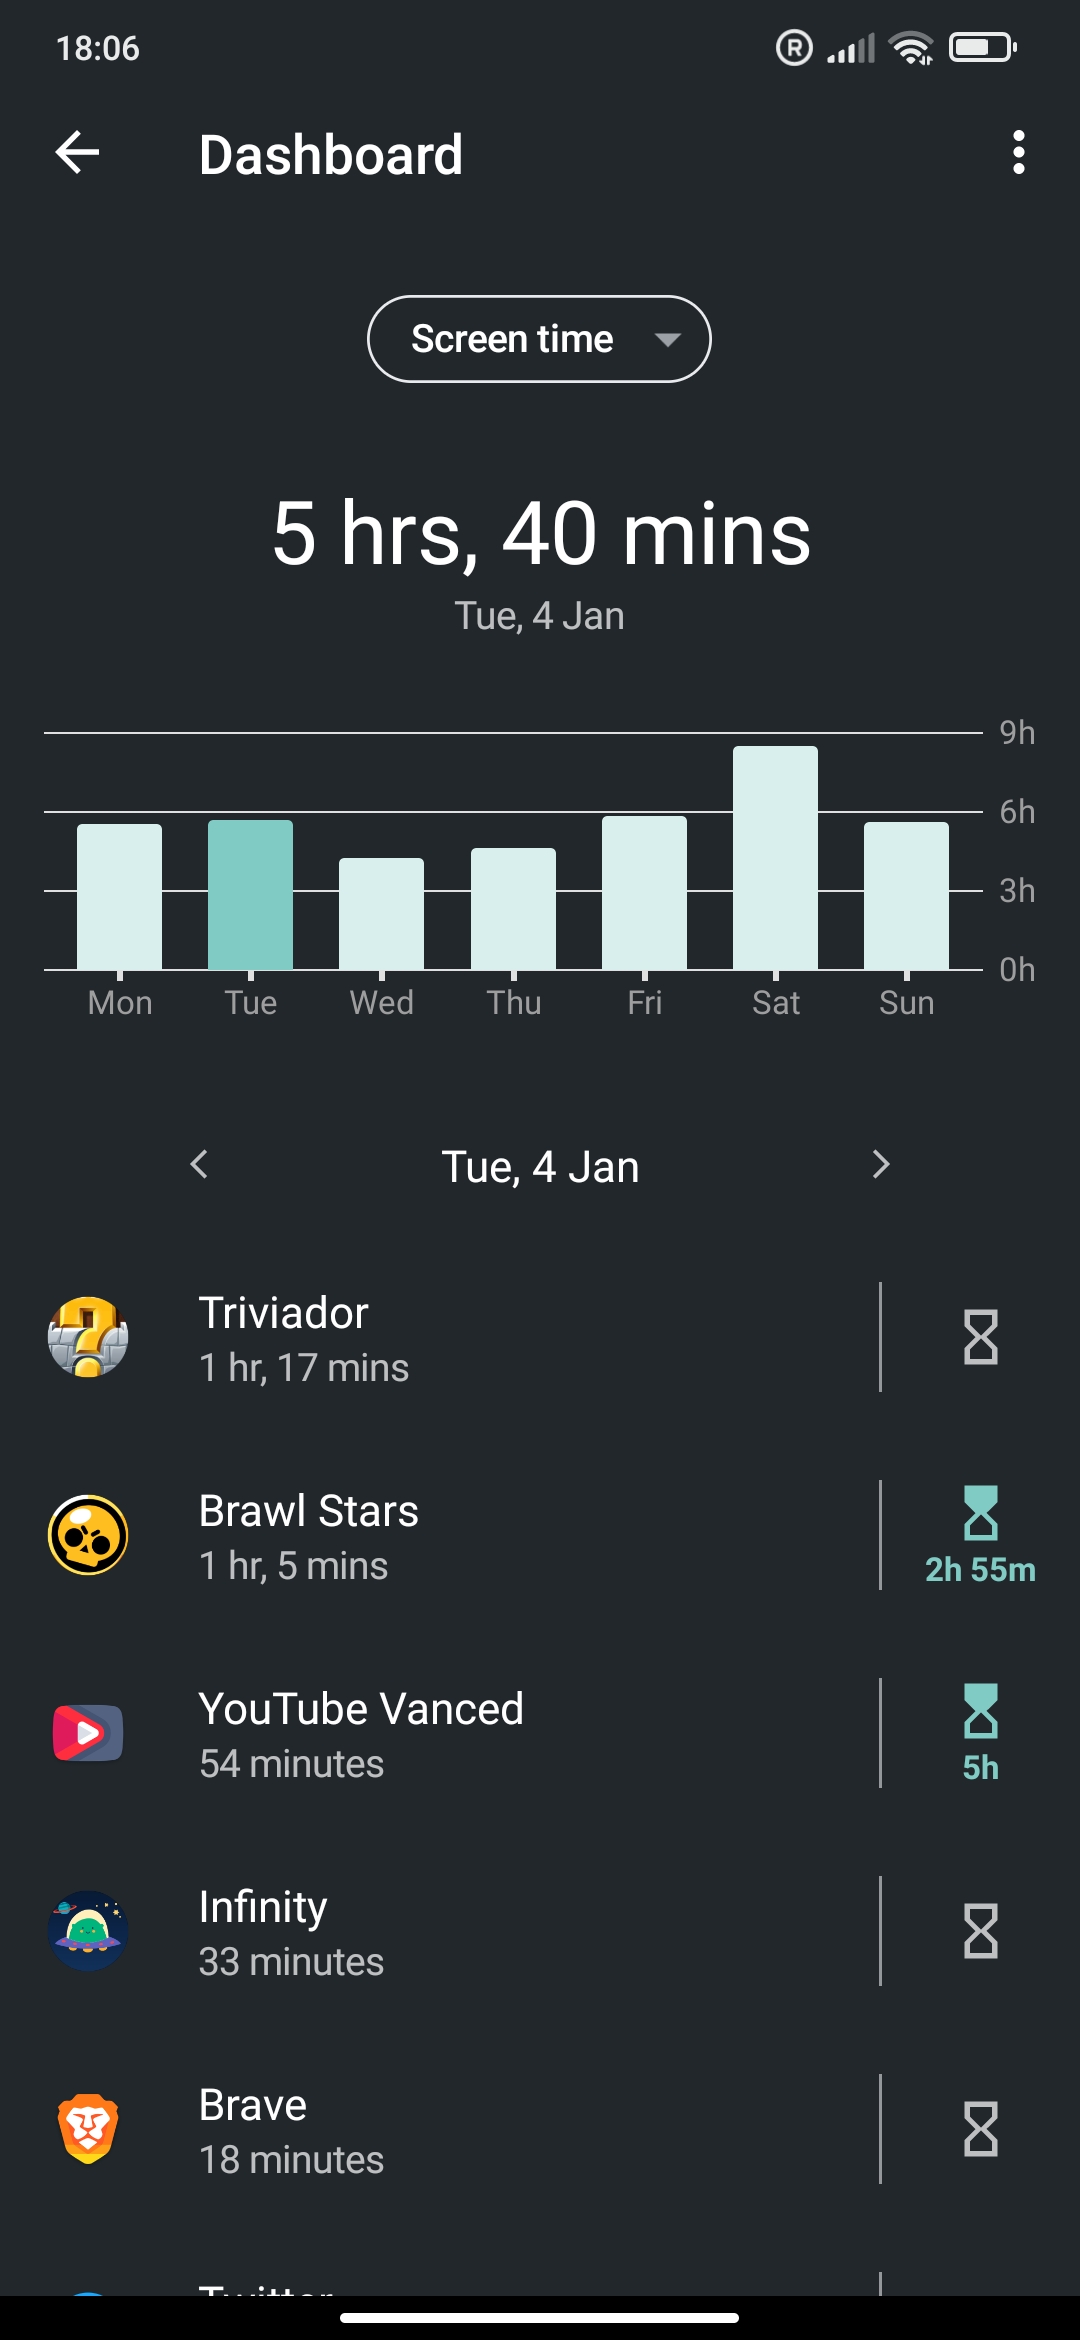 18:06
R
Dashboard
Screen time
5 hrs, 40 mins
Tue, 4 Jan
9h
6h
3h
0h
Mon Tue Wed Thu Fri Sat Sun
Tue, 4 Jan
Triviador
1 hr, 17 mins
Brawl Stars
1 hr, 5 mins
2h 55m
YouTube Vanced
54 minutes
5h
Infinity
33 minutes
Brave
18 minutes
Twitter